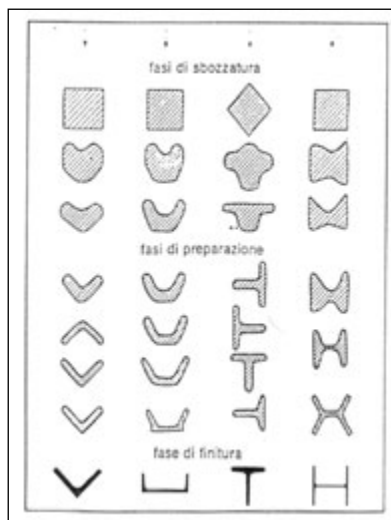 fasi di sbozzatura
fasi di preparazione
fase di finitura